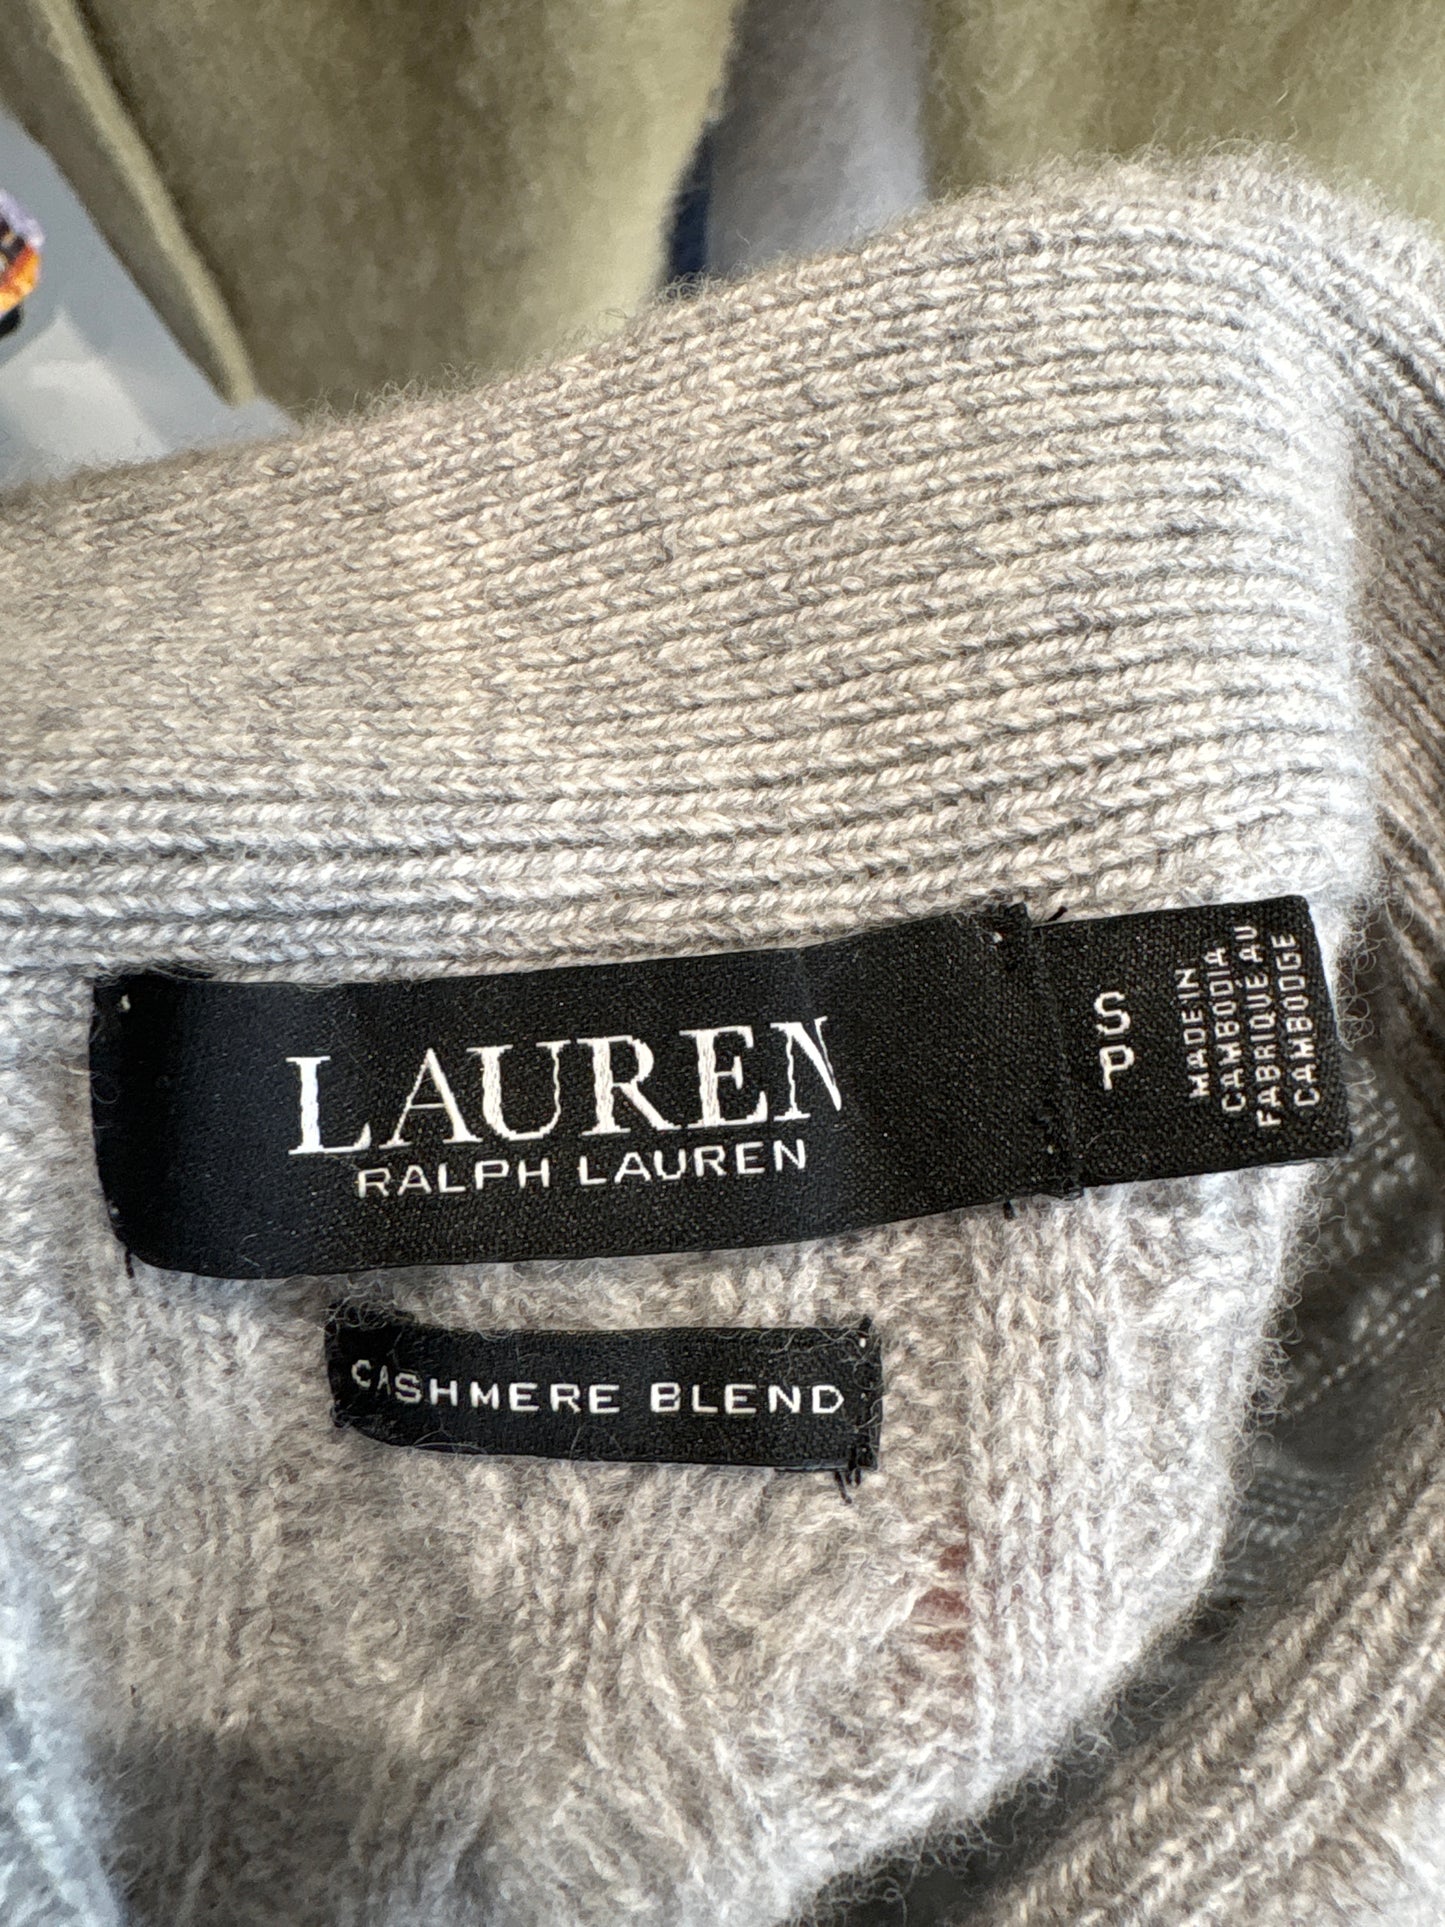 LAUREN
RALPH LAUREN
S
P
MADE IN
CAMBODIA
FABRIQUÉ AU
CAMBODGE
CASHMERE BLEND